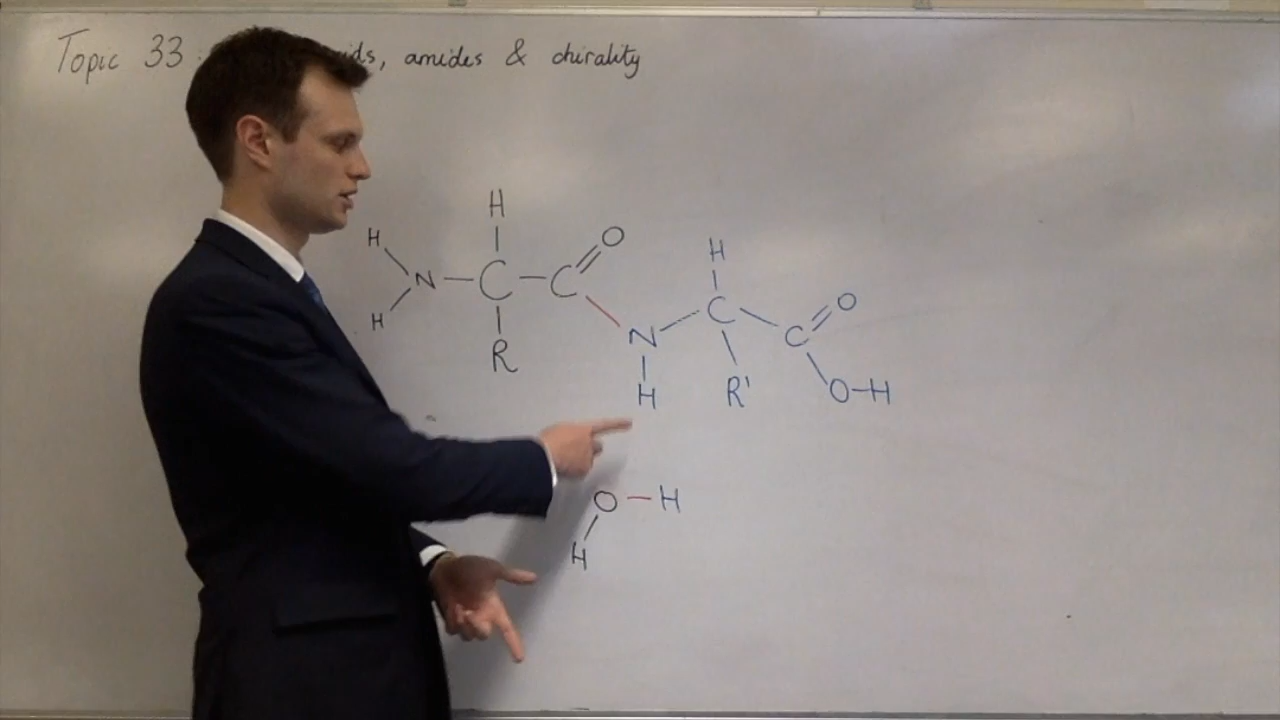 Topic 33 : ids, amides & chirality
H
H H
O
N C C O
H
N C C
R H R' O-H
O - H
H